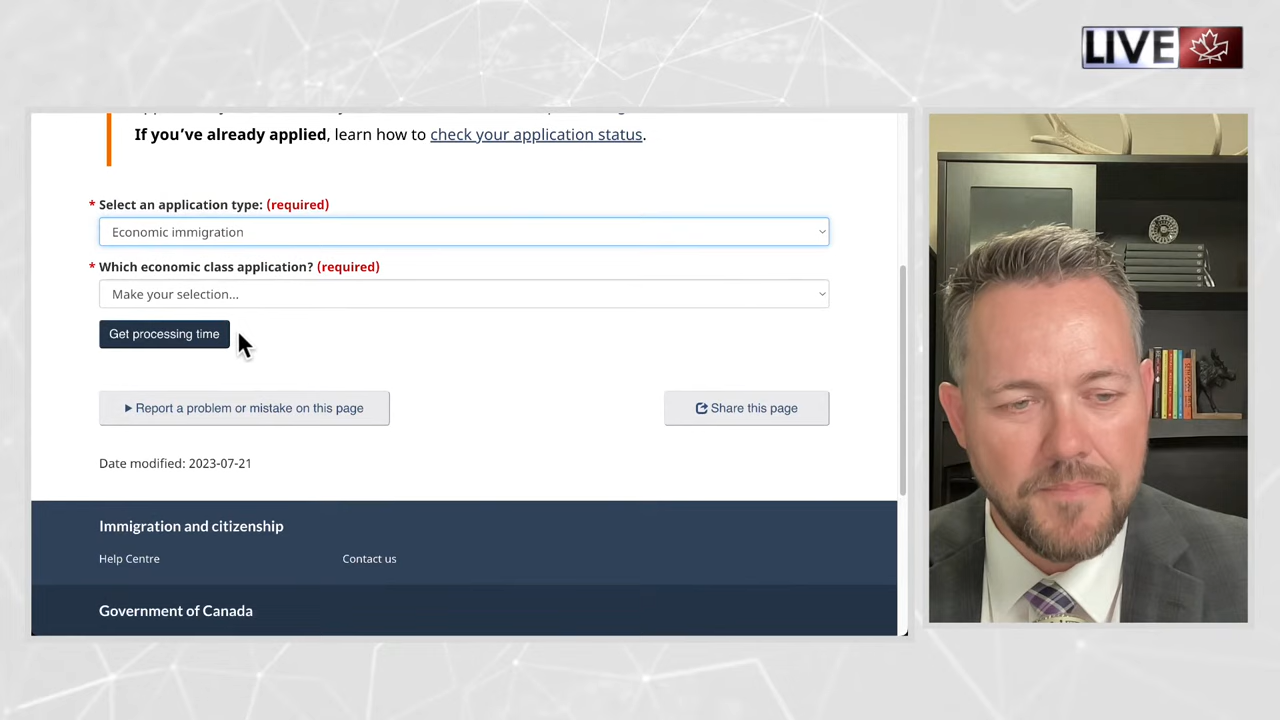 LIVE
If you’ve already applied, learn how to check your application status.
* Select an application type: (required)
Economic immigration
* Which economic class application? (required)
Make your selection...
Get processing time
Report a problem or mistake on this page
Share this page
Date modified: 2023-07-21
Immigration and citizenship
Help Centre
Contact us
Government of Canada